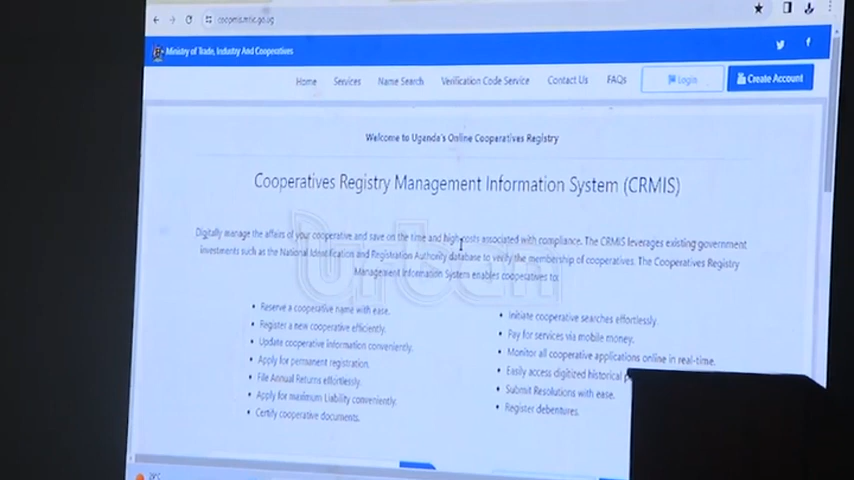 Ministry of Trade, Industry And Cooperatives
Home Services Name Search Verification Code Service Contact Us FAQs Login Create Account
Welcome to Uganda's Online Cooperatives Registry
Cooperatives Registry Management Information System (CRMIS)
Digitally manage the affairs of your cooperative and save on the time and high costs associated with compliance. The CRMIS leverages existing government
investments such as the National Identification and Registration Authority database to verify the membership of cooperatives. The Cooperatives Registry
Management Information System enables cooperatives to:
Urban
• Reserve a cooperative name with ease.
• Register a new cooperative efficiently.
• Update cooperative information conveniently.
• Apply for permanent registration.
• File Annual Returns effortlessly.
• Apply for maximum Liability conveniently.
• Certify cooperative documents.
• Initiate cooperative searches effortlessly.
• Pay for services via mobile money.
• Monitor all cooperative applications online in real-time.
• Easily access digitized historical
• Submit Resolutions with ease.
• Register debentures.